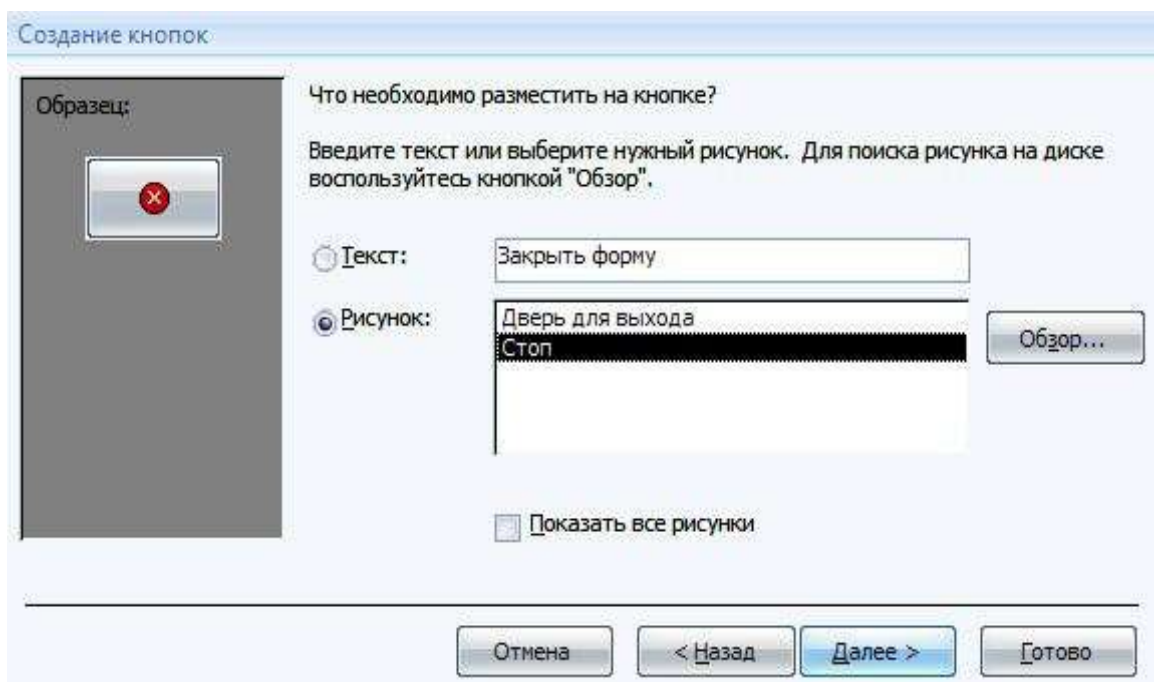 Создание кнопок
Образец:
Что необходимо разместить на кнопке?
Введите текст или выберите нужный рисунок. Для поиска рисунка на диске
воспользуйтесь кнопкой "Обзор".
Текст:
Закрыть форму
Рисунок:
Дверь для выхода
Стоп
Обзор...
Показать все рисунки
Отмена
< Назад
Далее >
Готово